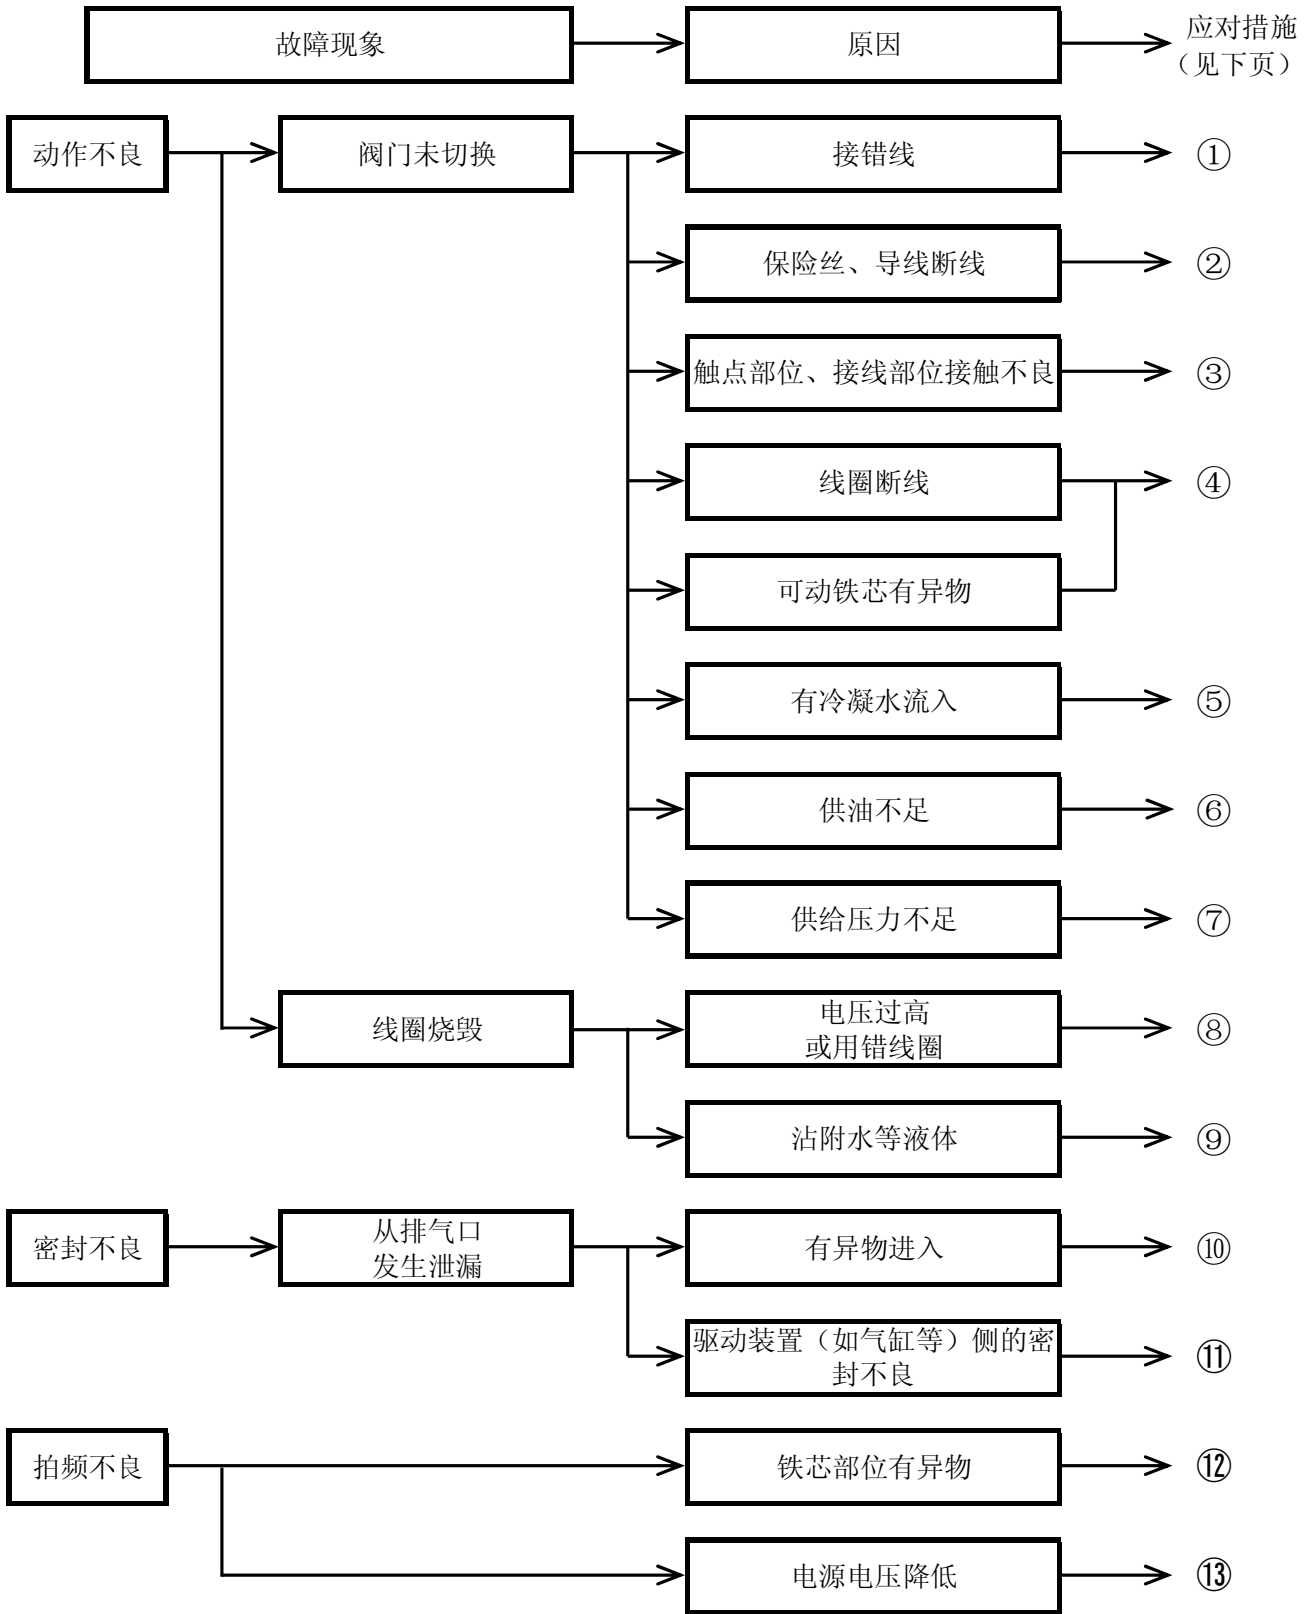 故障现象
原因
应对措施
（见下页）
动作不良
阀门未切换
接错线
①
保险丝、导线断线
②
触点部位、接线部位接触不良
③
线圈断线
④
可动铁芯有异物
有冷凝水流入
⑤
供油不足
⑥
供给压力不足
⑦
线圈烧毁
电压过高
或用错线圈
⑧
沾附水等液体
⑨
密封不良
从排气口
发生泄漏
有异物进入
⑩
驱动装置（如气缸等）侧的密
封不良
⑪
拍频不良
铁芯部位有异物
⑫
电源电压降低
⑬